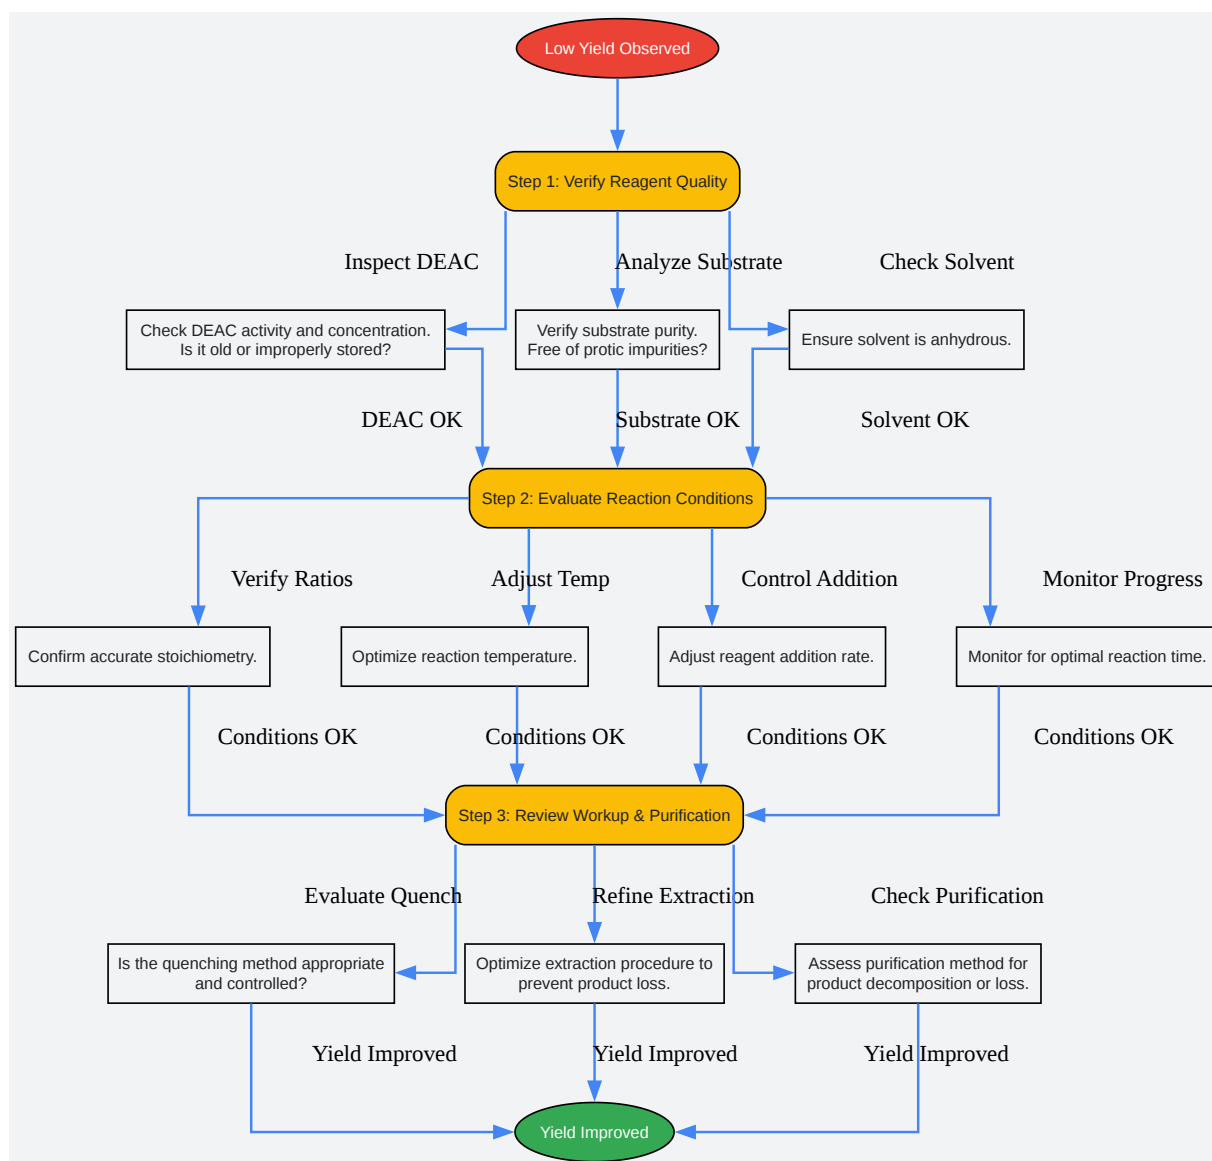 Low Yield Observed
Step 1: Verify Reagent Quality
Inspect DEAC
Analyze Substrate
Check Solvent
Check DEAC activity and concentration.
Is it old or improperly stored?
Verify substrate purity.
Free of protic impurities?
Ensure solvent is anhydrous.
DEAC OK
Substrate OK
Solvent OK
Step 2: Evaluate Reaction Conditions
Verify Ratios
Adjust Temp
Control Addition
Monitor Progress
Confirm accurate stoichiometry.
Optimize reaction temperature.
Adjust reagent addition rate.
Monitor for optimal reaction time.
Conditions OK
Conditions OK
Conditions OK
Conditions OK
Step 3: Review Workup & Purification
Evaluate Quench
Refine Extraction
Check Purification
Is the quenching method appropriate
and controlled?
Optimize extraction procedure to
prevent product loss.
Assess purification method for
product decomposition or loss.
Yield Improved
Yield Improved
Yield Improved
Yield Improved